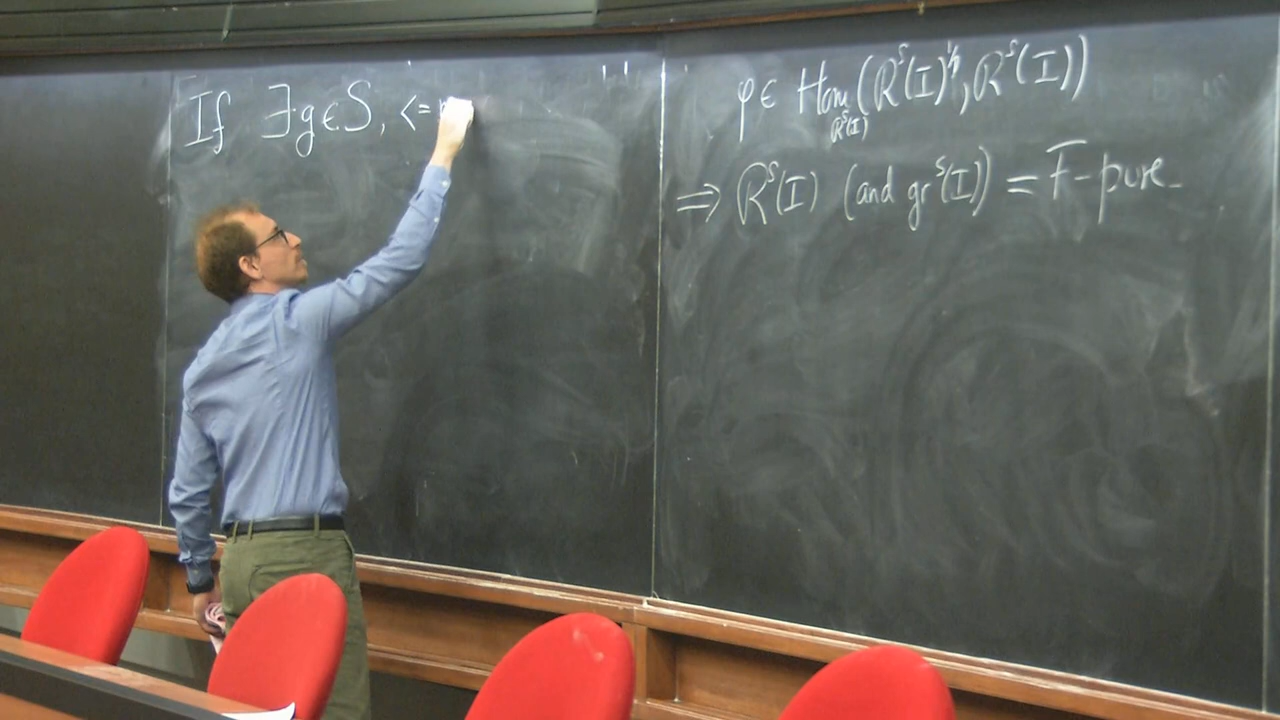 If ∃ g ∈ S, <=
φ ∈ Hom_{R^S(I)} (R^S(I)^{1/p}, R^S(I))
⇒ R^S(I) (and gr^S(I)) = F-pure